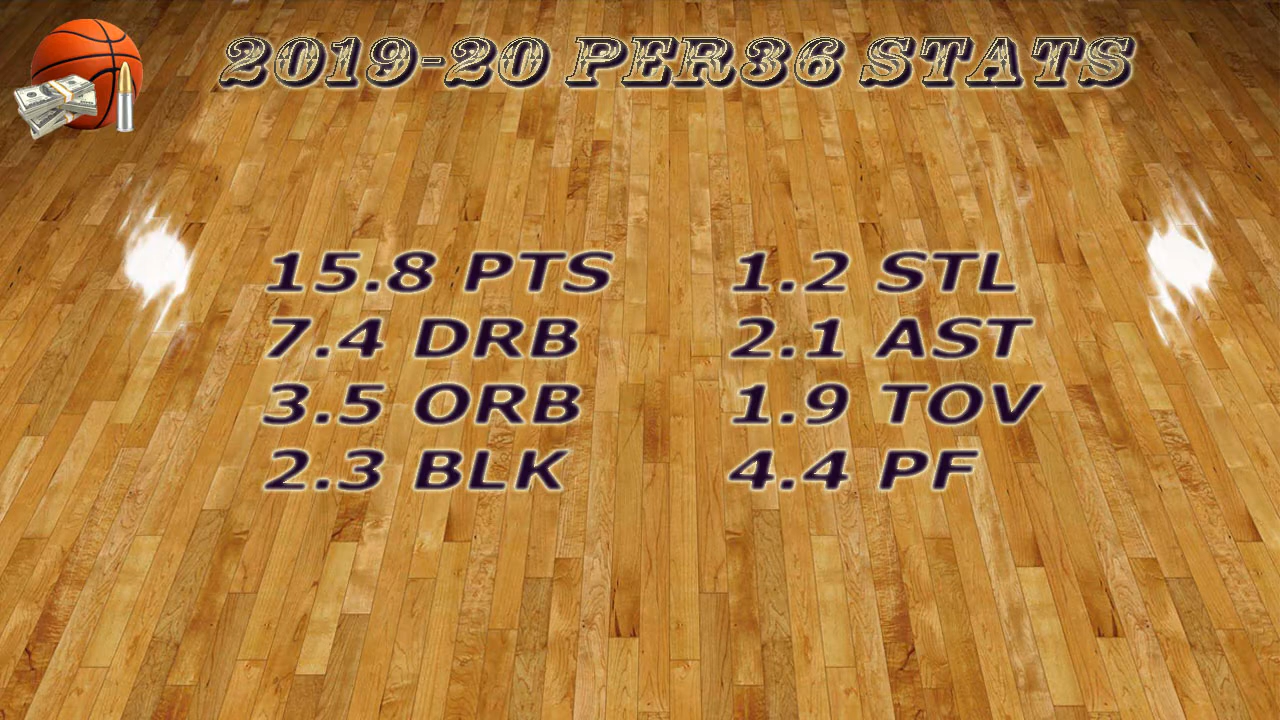 2019-20 PER36 STATS
15.8 PTS
7.4 DRB
3.5 ORB
2.3 BLK
1.2 STL
2.1 AST
1.9 TOV
4.4 PF